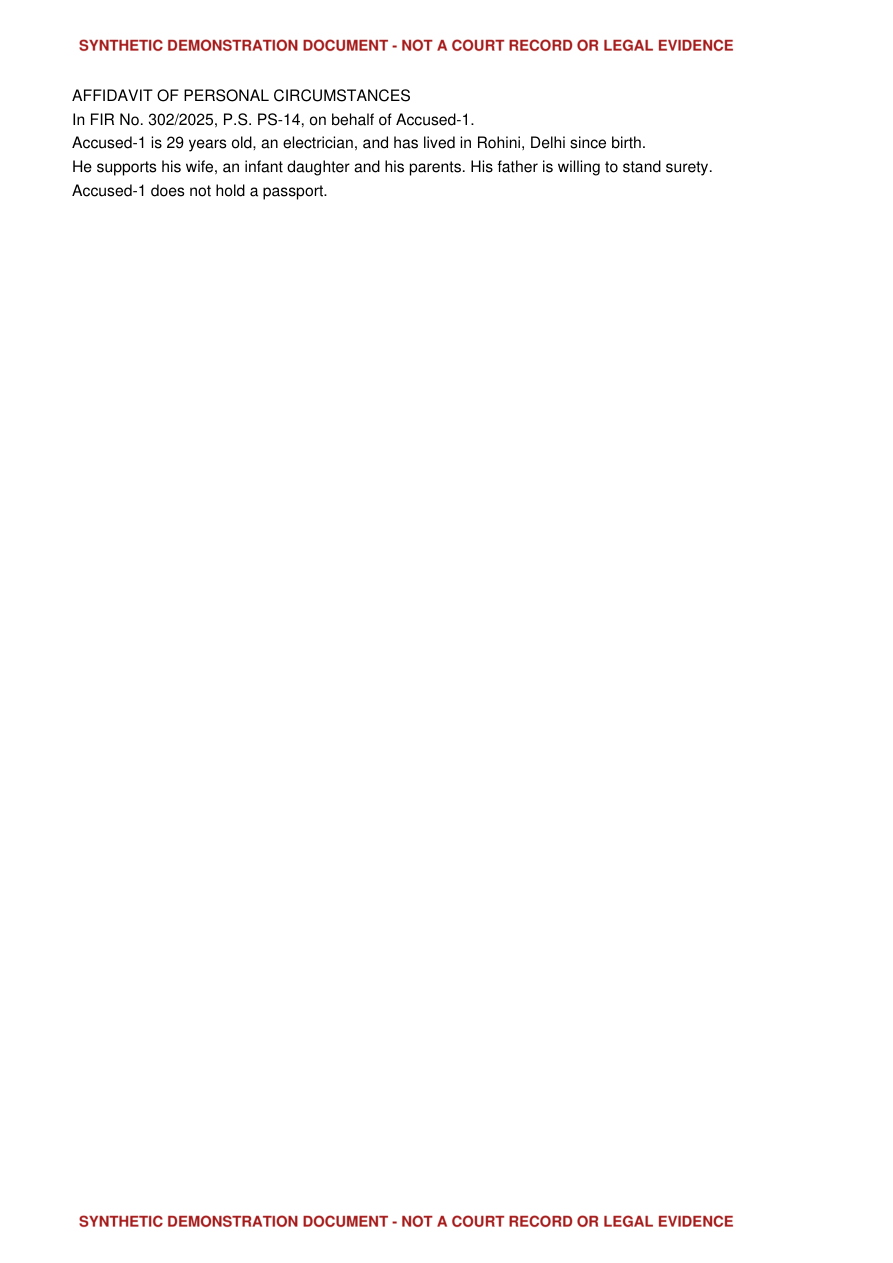 SYNTHETIC DEMONSTRATION DOCUMENT - NOT A COURT RECORD OR LEGAL EVIDENCE
AFFIDAVIT OF PERSONAL CIRCUMSTANCES
In FIR No. 302/2025, P.S. PS-14, on behalf of Accused-1.
Accused-1 is 29 years old, an electrician, and has lived in Rohini, Delhi since birth.
He supports his wife, an infant daughter and his parents. His father is willing to stand surety.
Accused-1 does not hold a passport.
SYNTHETIC DEMONSTRATION DOCUMENT - NOT A COURT RECORD OR LEGAL EVIDENCE